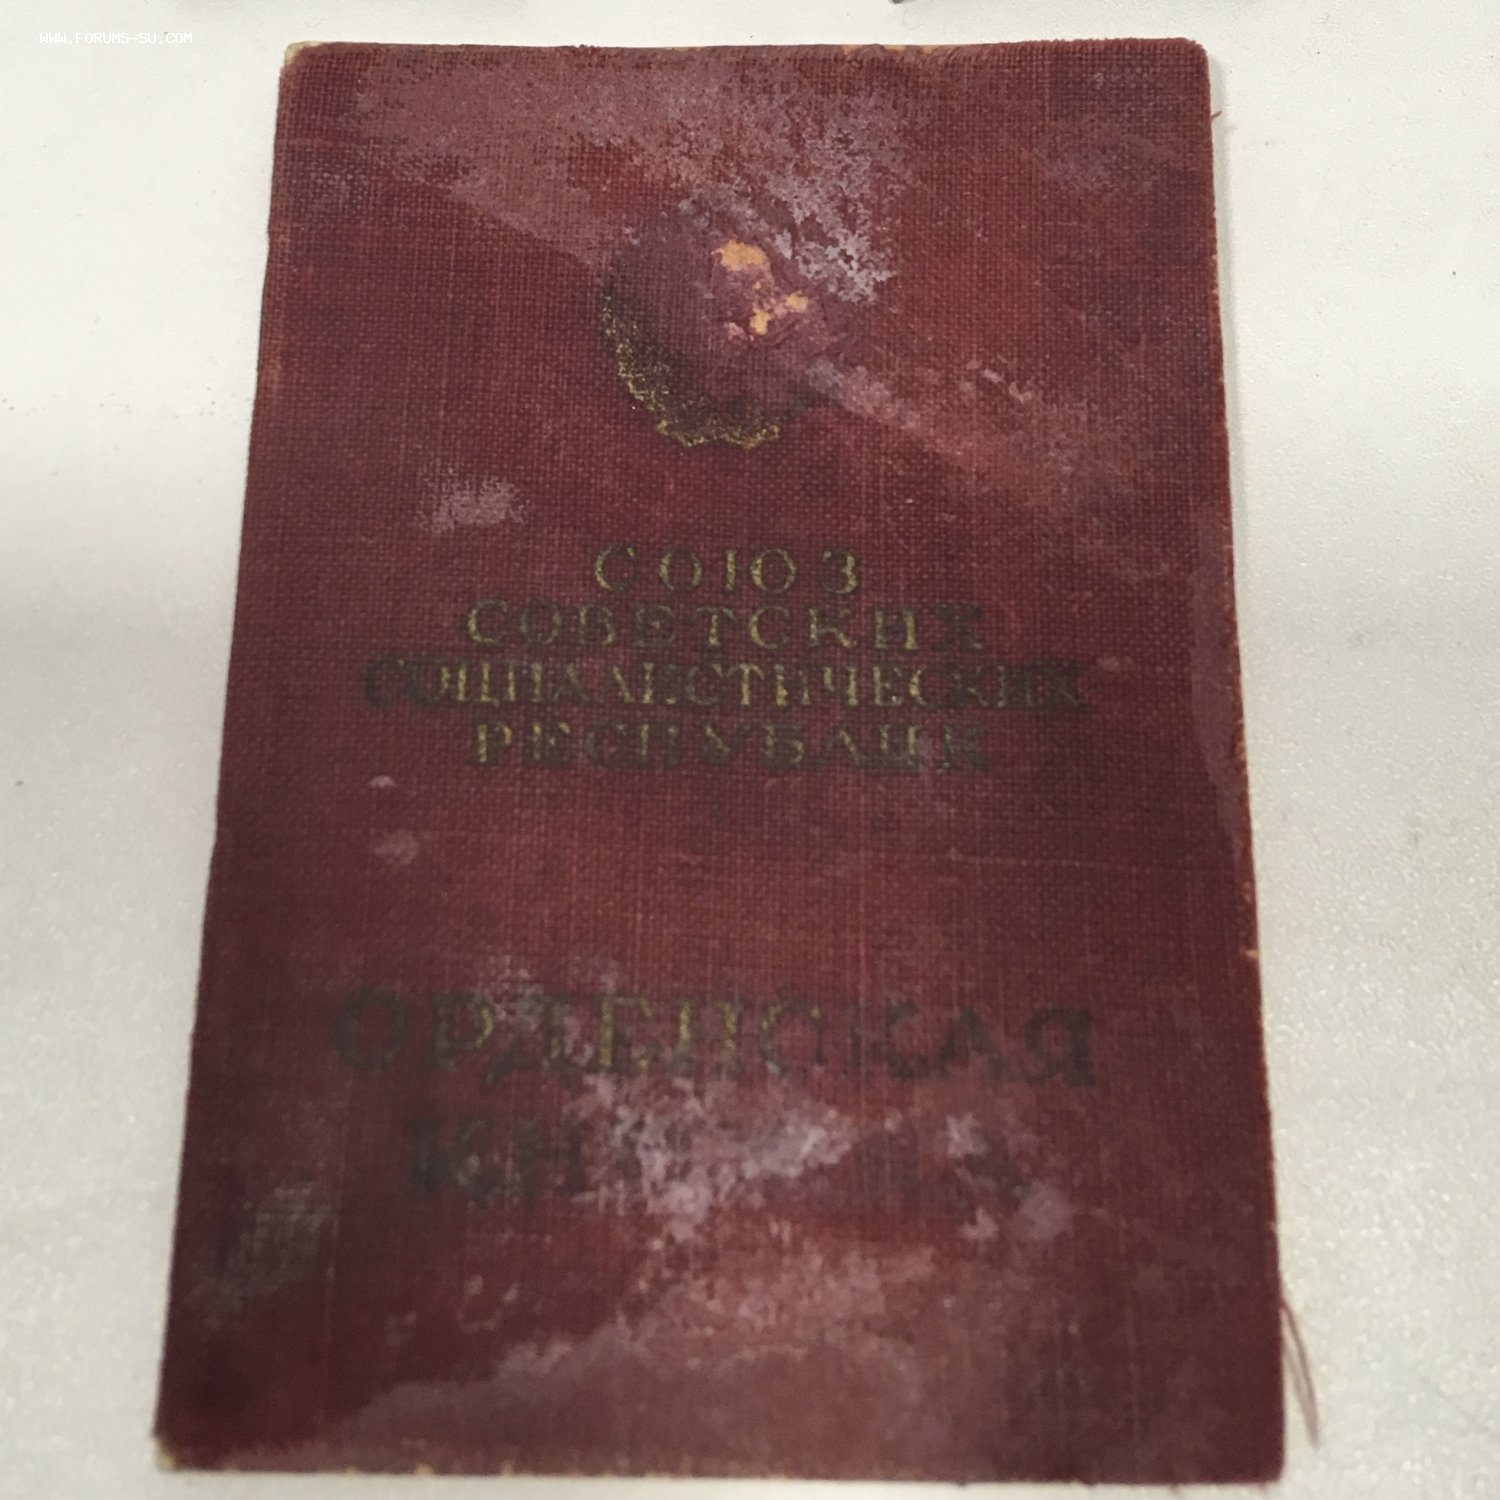 WWW.FORUMS-SU.COM
СОЮЗ
СОВЕТСКИХ
СОЦИАЛИСТИЧЕСКИХ
РЕСПУБЛИК
ОРДЕНСКАЯ